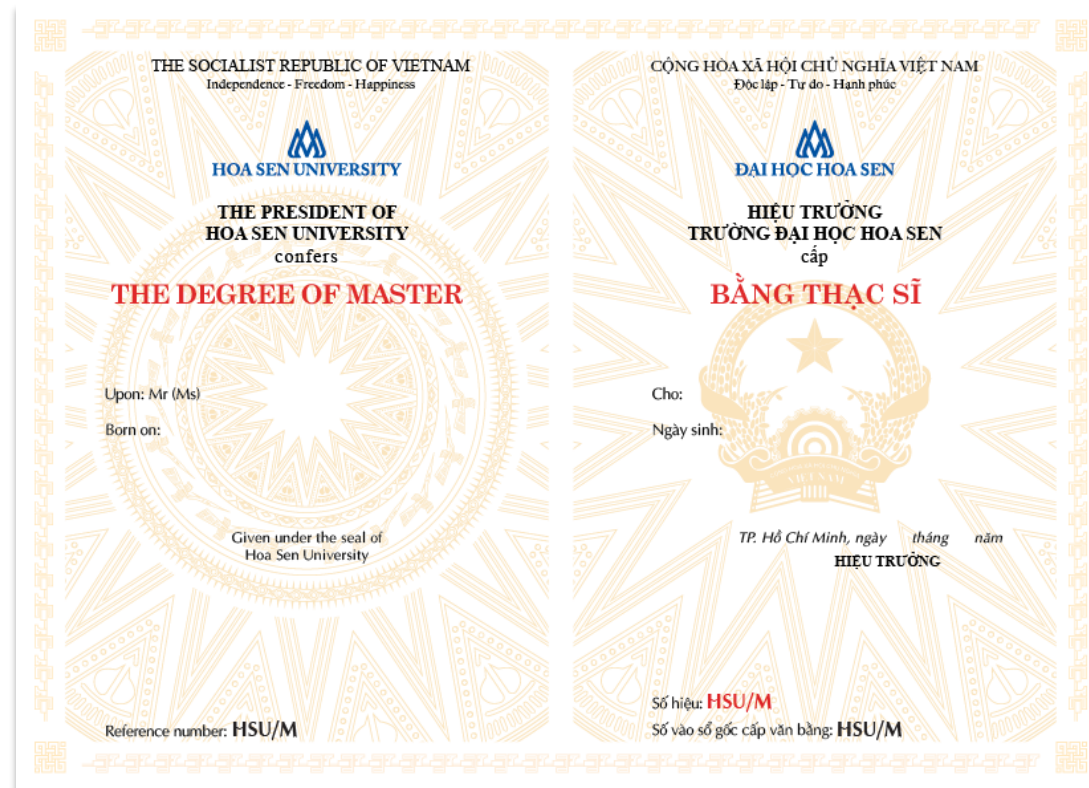 THE SOCIALIST REPUBLIC OF VIETNAM
Independence - Freedom - Happiness
HOA SEN UNIVERSITY
THE PRESIDENT OF
HOA SEN UNIVERSITY
confers
THE DEGREE OF MASTER
Upon: Mr (Ms)
Born on:
Given under the seal of
Hoa Sen University
Reference number: HSU/M
CỘNG HÒA XÃ HỘI CHỦ NGHĨA VIỆT NAM
Độc lập - Tự do - Hạnh phúc
ĐẠI HỌC HOA SEN
HIỆU TRƯỞNG
TRƯỜNG ĐẠI HỌC HOA SEN
cấp
BẰNG THẠC SĨ
Cho:
Ngày sinh:
VIỆT NAM
TP. Hồ Chí Minh, ngày tháng năm
HIỆU TRƯỞNG
Số hiệu: HSU/M
Số vào sổ gốc cấp văn bằng: HSU/M